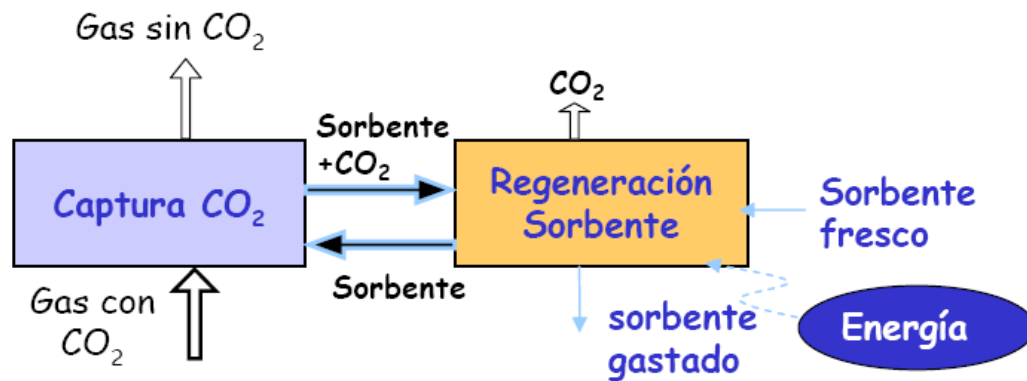 Gas sin CO₂
CO₂
Sorbente
+CO₂
Captura CO₂
Regeneración
Sorbente
Sorbente
fresco
Sorbente
Gas con
CO₂
sorbente
gastado
Energía